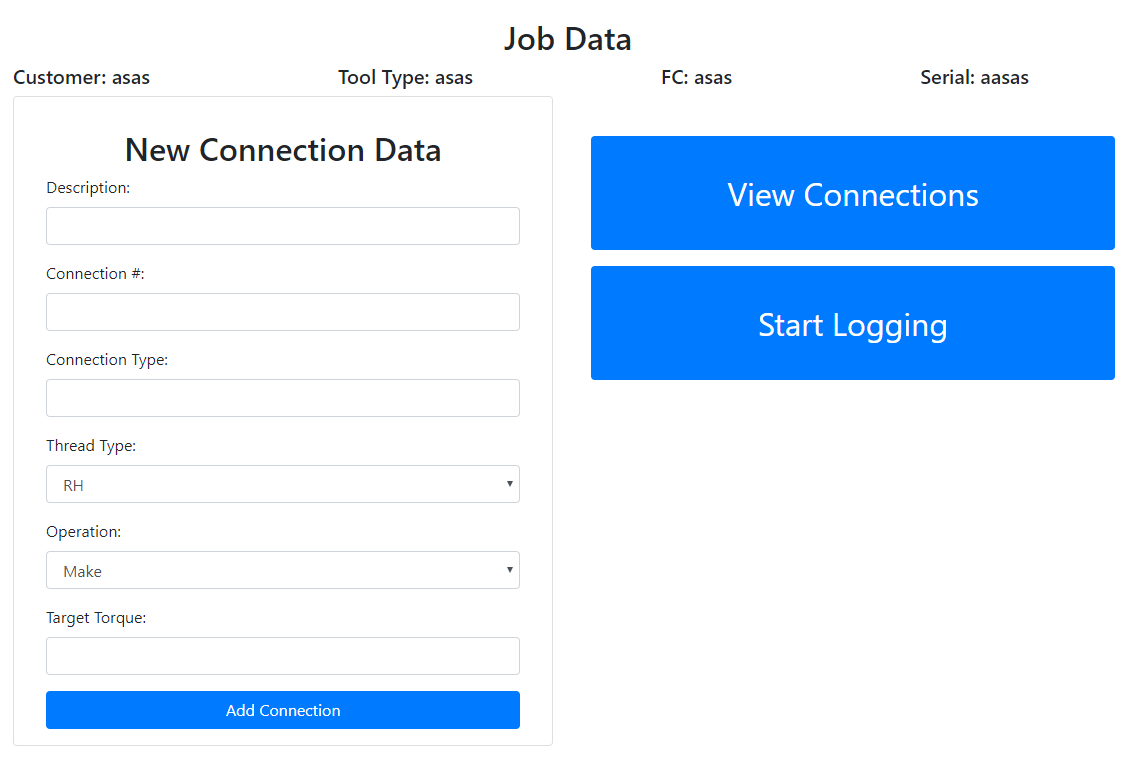 Job Data
Customer: asas Tool Type: asas FC: asas Serial: aasas
New Connection Data
Description:
Connection #:
Connection Type:
Thread Type:
RH
Operation:
Make
Target Torque:
Add Connection
View Connections
Start Logging